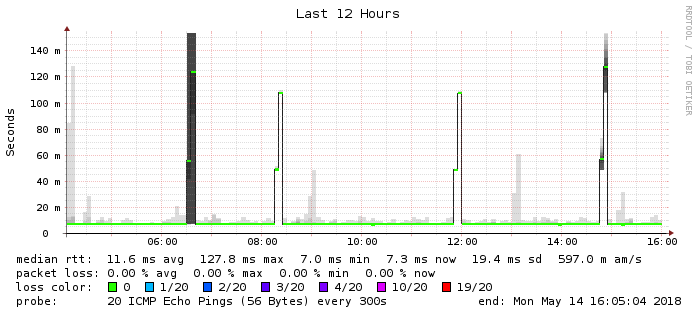 Last 12 Hours
RRDTOOL / TOBI OETIKER
Seconds
140 m
120 m
100 m
80 m
60 m
40 m
20 m
0
06:00 08:00 10:00 12:00 14:00 16:00
median rtt: 11.6 ms avg 127.8 ms max 7.0 ms min 7.3 ms now 19.4 ms sd 597.0 m am/s
packet loss: 0.00 % avg 0.00 % max 0.00 % min 0.00 % now
loss color: 0 1/20 2/20 3/20 4/20 10/20 19/20
probe: 20 ICMP Echo Pings (56 Bytes) every 300s end: Mon May 14 16:05:04 2018